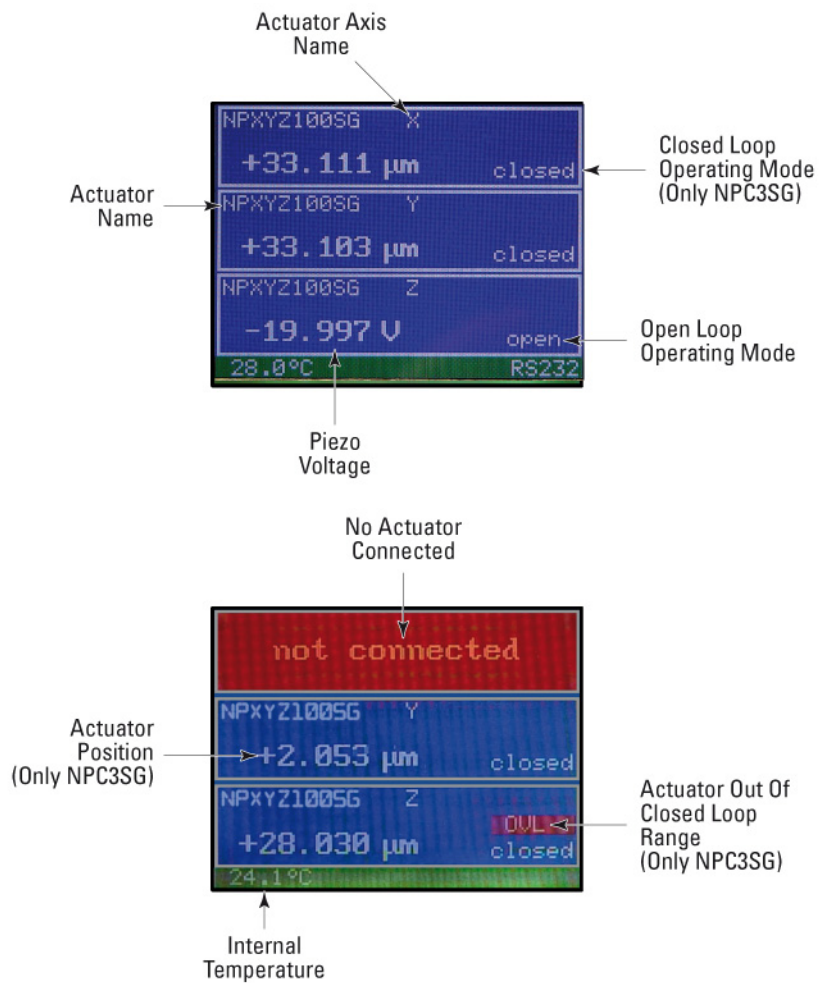 Actuator Axis
Name
NPXYZ100SG X
+33.111 µm closed
Closed Loop
Operating Mode
(Only NPC3SG)
Actuator
Name
NPXYZ100SG Y
+33.103 µm closed
NPXYZ100SG Z
-19.997 V open
Open Loop
Operating Mode
28.0°C RS232
Piezo
Voltage
No Actuator
Connected
not connected
Actuator
Position
(Only NPC3SG)
NPXYZ100SG Y
+2.053 µm closed
NPXYZ100SG Z
OVL
+28.030 µm closed
Actuator Out Of
Closed Loop
Range
(Only NPC3SG)
24.1°C
Internal
Temperature